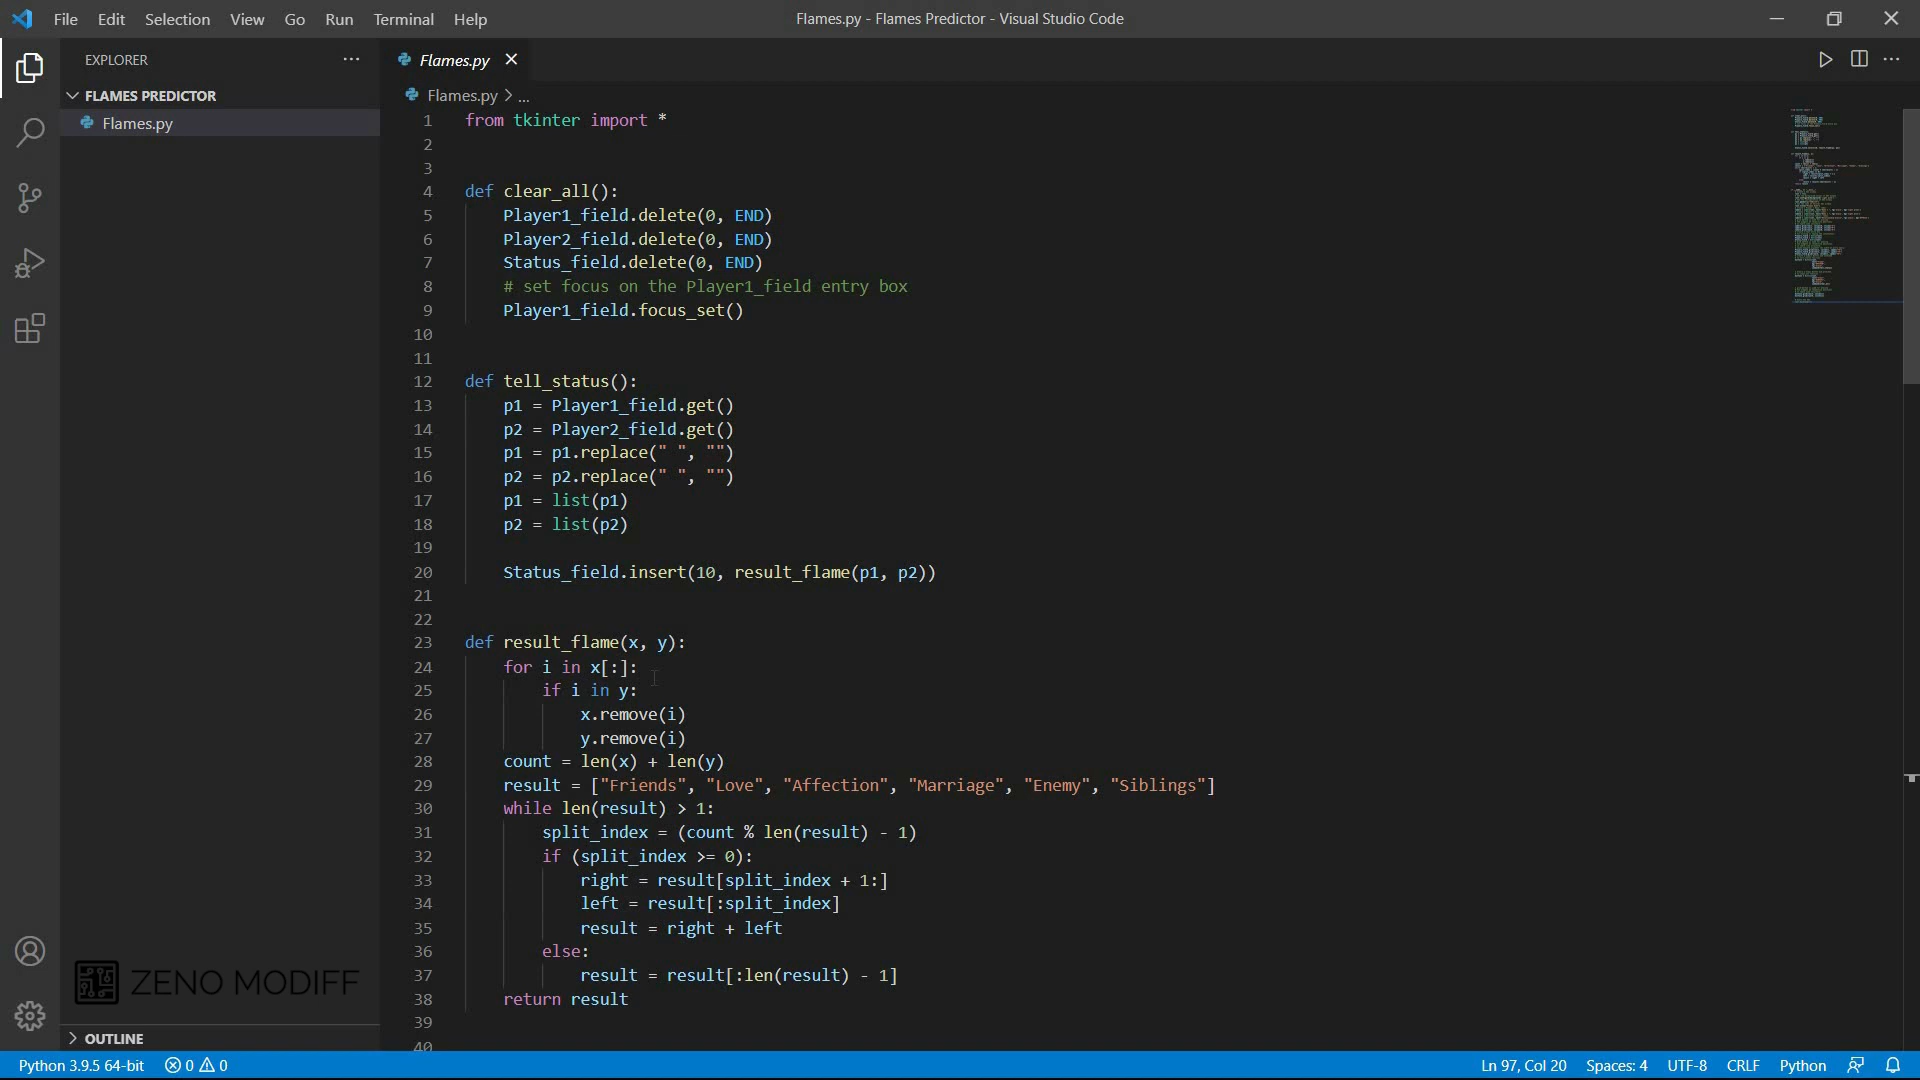 File Edit Selection View Go Run Terminal Help
Flames.py - Flames Predictor - Visual Studio Code
EXPLORER
FLAMES PREDICTOR
Flames.py
Flames.py
Flames.py > ...
1 from tkinter import *
2
3
4 def clear_all():
5     Player1_field.delete(0, END)
6     Player2_field.delete(0, END)
7     Status_field.delete(0, END)
8     # set focus on the Player1_field entry box
9     Player1_field.focus_set()
10
11
12 def tell_status():
13     p1 = Player1_field.get()
14     p2 = Player2_field.get()
15     p1 = p1.replace(" ", "")
16     p2 = p2.replace(" ", "")
17     p1 = list(p1)
18     p2 = list(p2)
19
20     Status_field.insert(10, result_flame(p1, p2))
21
22
23 def result_flame(x, y):
24     for i in x[:]:
25         if i in y:
26             x.remove(i)
27             y.remove(i)
28     count = len(x) + len(y)
29     result = ["Friends", "Love", "Affection", "Marriage", "Enemy", "Siblings"]
30     while len(result) > 1:
31         split_index = (count % len(result) - 1)
32         if (split_index >= 0):
33             right = result[split_index + 1:]
34             left = result[:split_index]
35             result = right + left
36         else:
37             result = result[:len(result) - 1]
38     return result
39
40
ZENO MODIFF
OUTLINE
Python 3.9.5 64-bit 0 0
Ln 97, Col 20 Spaces: 4 UTF-8 CRLF Python